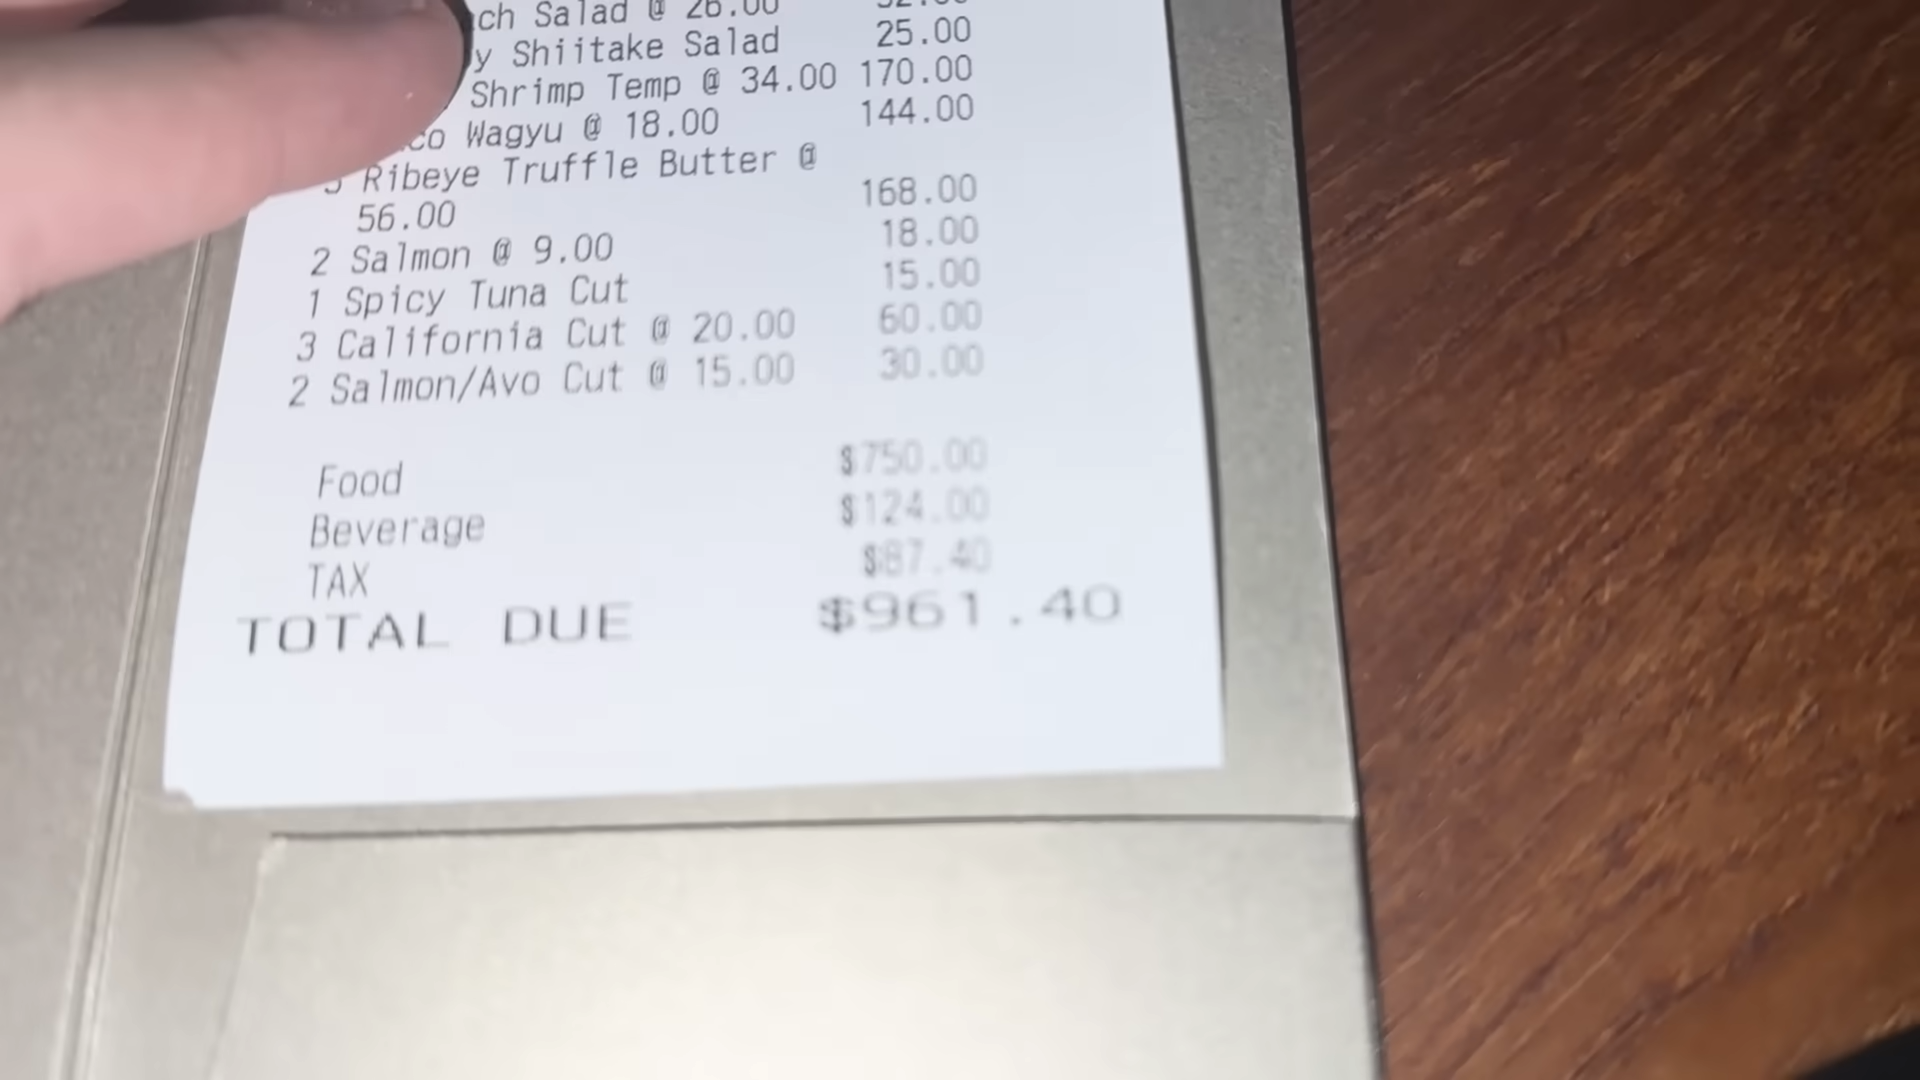 ch Salad @ 26.00
y Shiitake Salad 25.00
Shrimp Temp @ 34.00 170.00
co Wagyu @ 18.00 144.00
Ribeye Truffle Butter @
56.00 168.00
2 Salmon @ 9.00 18.00
1 Spicy Tuna Cut 15.00
3 California Cut @ 20.00 60.00
2 Salmon/Avo Cut @ 15.00 30.00
Food $750.00
Beverage $124.00
TAX $87.40
TOTAL DUE $961.40